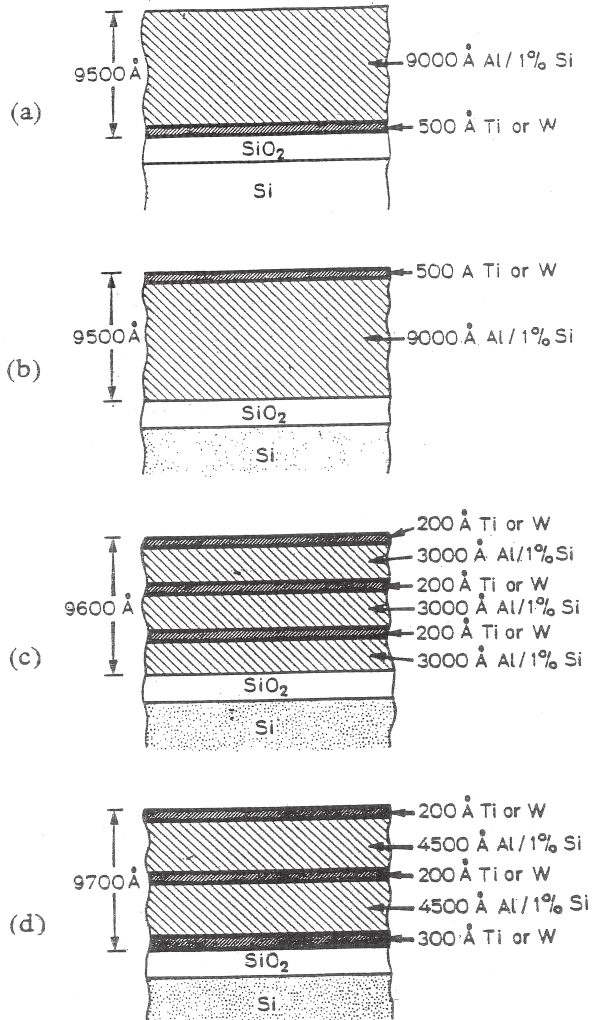 9000 Å Al/1% Si
9500 Å
(a)
500 Å Ti or W
SiO₂
Si
500 A Ti or W
9500 Å
9000 Å Al/1% Si
(b)
SiO₂
Si
200 Å Ti or W
3000 Å Al/1% Si
200 Å Ti or W
9600 Å
3000 Å Al/1% Si
200 Å Ti or W
(c)
3000 Å Al/1% Si
SiO₂
Si
200 Å Ti or W
4500 Å Al/1% Si
9700 Å
200 Å Ti or W
4500 Å Al/1% Si
(d)
300 Å Ti or W
SiO₂
Si